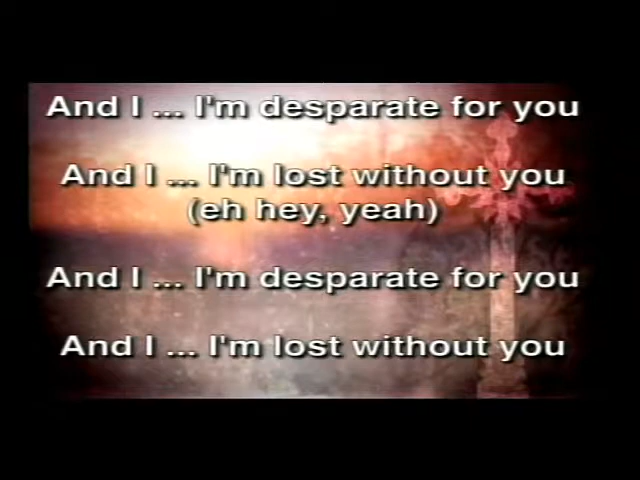 And I ... I'm desparate for you
And I ... I'm lost without you
(eh hey, yeah)
And I ... I'm desparate for you
And I ... I'm lost without you